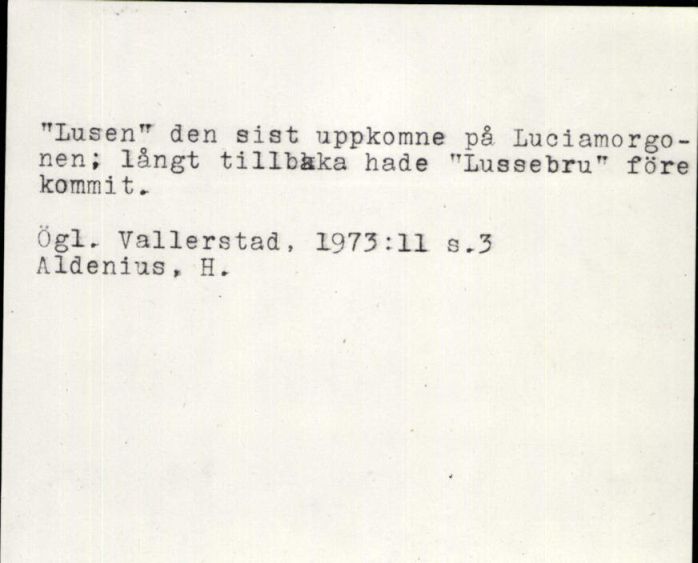 "Lusen" den sist uppkomne på Luciamorgo-
nen; långt tillbaka hade "Lussebru" före
kommit.
Ögl. Vallerstad, 1973:11 s.3
Aldenius, H.